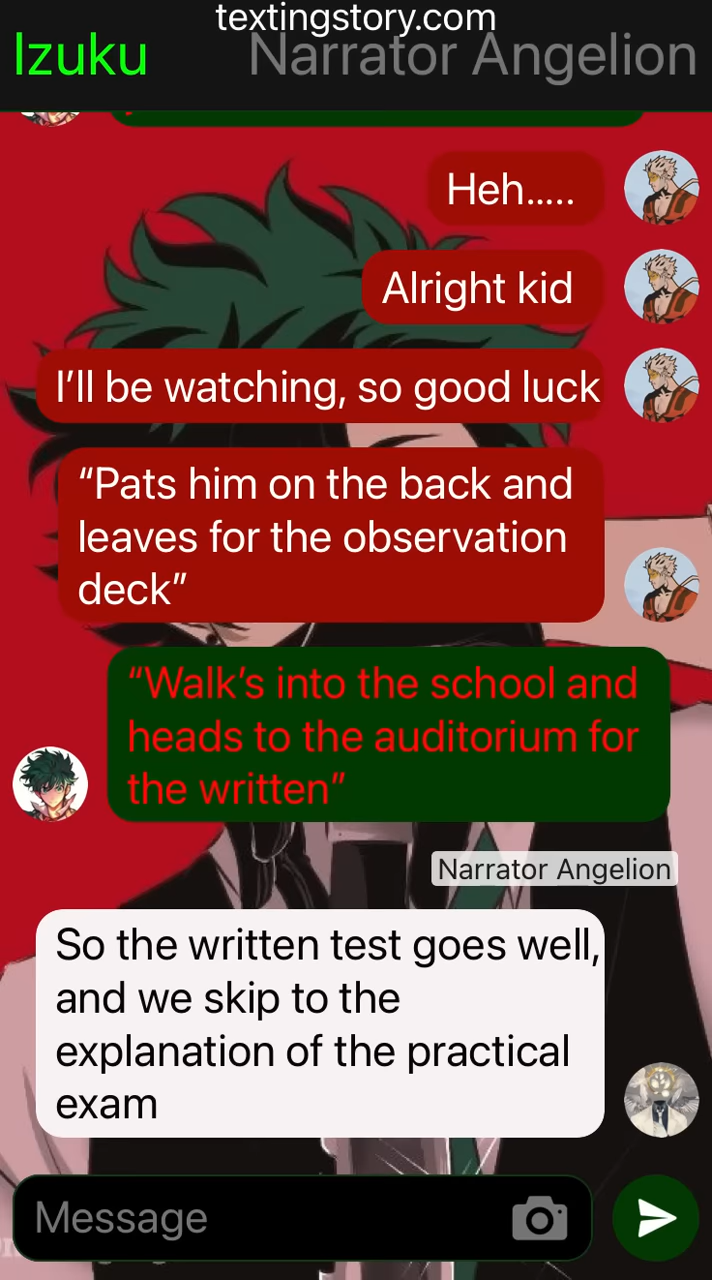 textingstory.com
Izuku
Narrator Angelion
Heh.....
Alright kid
I’ll be watching, so good luck
“Pats him on the back and
leaves for the observation
deck”
“Walk’s into the school and
heads to the auditorium for
the written”
Narrator Angelion
So the written test goes well,
and we skip to the
explanation of the practical
exam
Message